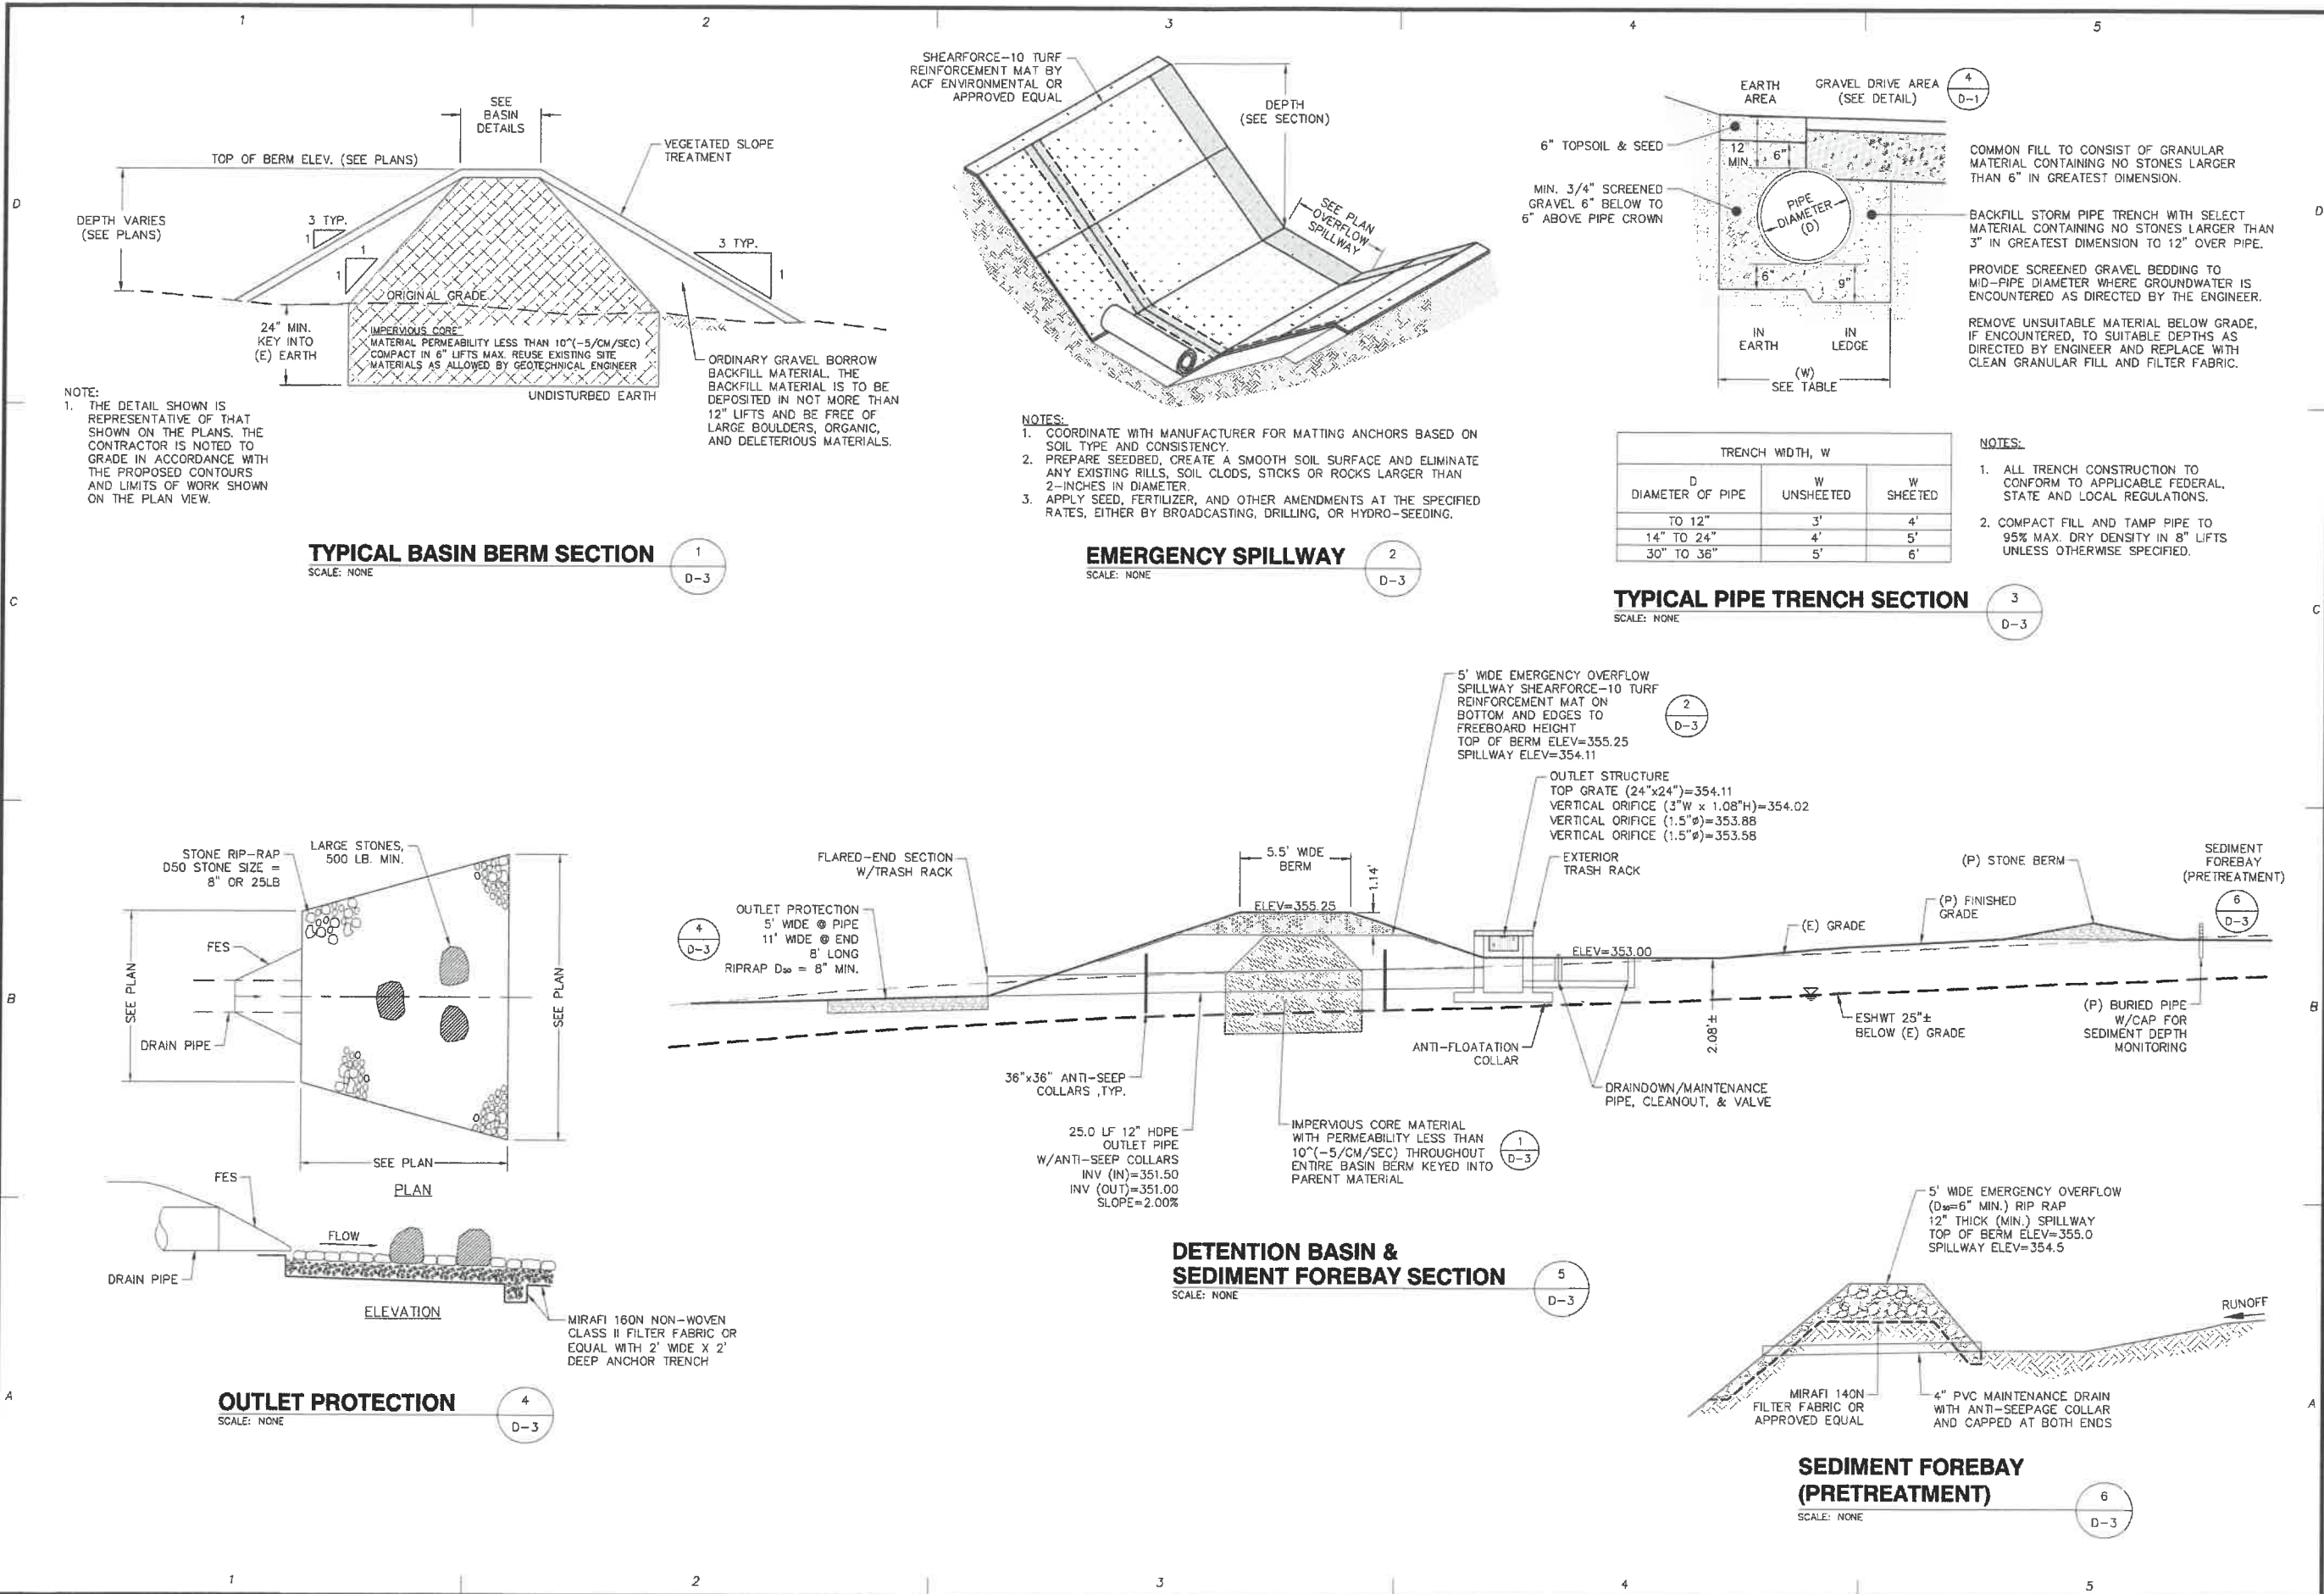 1 2 3 4 5
D
C
B
A
SEE
BASIN
DETAILS
TOP OF BERM ELEV. (SEE PLANS)
VEGETATED SLOPE
TREATMENT
DEPTH VARIES
(SEE PLANS)
3 TYP.
1
1
1
3 TYP.
1
ORIGINAL GRADE
24" MIN.
KEY INTO
(E) EARTH
IMPERVIOUS CORE
MATERIAL PERMEABILITY LESS THAN 10^(-5/CM/SEC)
COMPACT IN 6" LIFTS MAX. REUSE EXISTING SITE
MATERIALS AS ALLOWED BY GEOTECHNICAL ENGINEER
UNDISTURBED EARTH
ORDINARY GRAVEL BORROW
BACKFILL MATERIAL. THE
BACKFILL MATERIAL IS TO BE
DEPOSITED IN NOT MORE THAN
12" LIFTS AND BE FREE OF
LARGE BOULDERS, ORGANIC,
AND DELETERIOUS MATERIALS.
NOTE:
1. THE DETAIL SHOWN IS
REPRESENTATIVE OF THAT
SHOWN ON THE PLANS. THE
CONTRACTOR IS NOTED TO
GRADE IN ACCORDANCE WITH
THE PROPOSED CONTOURS
AND LIMITS OF WORK SHOWN
ON THE PLAN VIEW.
TYPICAL BASIN BERM SECTION
SCALE: NONE
1
D-3
SHEARFORCE-10 TURF
REINFORCEMENT MAT BY
ACF ENVIRONMENTAL OR
APPROVED EQUAL
DEPTH
(SEE SECTION)
SEE PLAN
OVERFLOW
SPILLWAY
NOTES:
1. COORDINATE WITH MANUFACTURER FOR MATTING ANCHORS BASED ON
SOIL TYPE AND CONSISTENCY.
2. PREPARE SEEDBED, CREATE A SMOOTH SOIL SURFACE AND ELIMINATE
ANY EXISTING RILLS, SOIL CLODS, STICKS OR ROCKS LARGER THAN
2-INCHES IN DIAMETER.
3. APPLY SEED, FERTILIZER, AND OTHER AMENDMENTS AT THE SPECIFIED
RATES, EITHER BY BROADCASTING, DRILLING, OR HYDRO-SEEDING.
EMERGENCY SPILLWAY
SCALE: NONE
2
D-3
EARTH
AREA
GRAVEL DRIVE AREA
(SEE DETAIL)
4
D-1
6" TOPSOIL & SEED
12
MIN.
6"
MIN. 3/4" SCREENED
GRAVEL 6" BELOW TO
6" ABOVE PIPE CROWN
PIPE
DIAMETER
(D)
6"
9"
IN
EARTH
IN
LEDGE
(W)
SEE TABLE
COMMON FILL TO CONSIST OF GRANULAR
MATERIAL CONTAINING NO STONES LARGER
THAN 6" IN GREATEST DIMENSION.
BACKFILL STORM PIPE TRENCH WITH SELECT
MATERIAL CONTAINING NO STONES LARGER THAN
3" IN GREATEST DIMENSION TO 12" OVER PIPE.
PROVIDE SCREENED GRAVEL BEDDING TO
MID-PIPE DIAMETER WHERE GROUNDWATER IS
ENCOUNTERED AS DIRECTED BY THE ENGINEER.
REMOVE UNSUITABLE MATERIAL BELOW GRADE,
IF ENCOUNTERED, TO SUITABLE DEPTHS AS
DIRECTED BY ENGINEER AND REPLACE WITH
CLEAN GRANULAR FILL AND FILTER FABRIC.
TRENCH WIDTH, W
D DIAMETER OF PIPE W UNSHEETED W SHEETED
TO 12" 3' 4'
14" TO 24" 4' 5'
30" TO 36" 5' 6'
NOTES:
1. ALL TRENCH CONSTRUCTION TO
CONFORM TO APPLICABLE FEDERAL,
STATE AND LOCAL REGULATIONS.
2. COMPACT FILL AND TAMP PIPE TO
95% MAX. DRY DENSITY IN 8" LIFTS
UNLESS OTHERWISE SPECIFIED.
TYPICAL PIPE TRENCH SECTION
SCALE: NONE
3
D-3
STONE RIP-RAP
D50 STONE SIZE =
8" OR 25LB
LARGE STONES,
500 LB. MIN.
FES
SEE PLAN
SEE PLAN
DRAIN PIPE
SEE PLAN
PLAN
FES
FLOW
DRAIN PIPE
ELEVATION
MIRAFI 160N NON-WOVEN
CLASS II FILTER FABRIC OR
EQUAL WITH 2' WIDE X 2'
DEEP ANCHOR TRENCH
OUTLET PROTECTION
SCALE: NONE
4
D-3
5' WIDE EMERGENCY OVERFLOW
SPILLWAY SHEARFORCE-10 TURF
REINFORCEMENT MAT ON
BOTTOM AND EDGES TO
FREEBOARD HEIGHT
TOP OF BERM ELEV=355.25
SPILLWAY ELEV=354.11
2
D-3
OUTLET STRUCTURE
TOP GRATE (24"x24")=354.11
VERTICAL ORIFICE (3"W x 1.08"H)=354.02
VERTICAL ORIFICE (1.5"ø)=353.88
VERTICAL ORIFICE (1.5"ø)=353.58
FLARED-END SECTION
W/TRASH RACK
5.5' WIDE
BERM
1.14'
EXTERIOR
TRASH RACK
(P) STONE BERM
SEDIMENT
FOREBAY
(PRETREATMENT)
6
D-3
OUTLET PROTECTION
5' WIDE @ PIPE
11' WIDE @ END
8' LONG
RIPRAP D50 = 8" MIN.
4
D-3
ELEV=355.25
ELEV=353.00
(E) GRADE
(P) FINISHED
GRADE
2.08'±
ESHWT 25"±
BELOW (E) GRADE
(P) BURIED PIPE
W/CAP FOR
SEDIMENT DEPTH
MONITORING
ANTI-FLOATATION
COLLAR
36"x36" ANTI-SEEP
COLLARS ,TYP.
DRAINDOWN/MAINTENANCE
PIPE, CLEANOUT, & VALVE
25.0 LF 12" HDPE
OUTLET PIPE
W/ANTI-SEEP COLLARS
INV (IN)=351.50
INV (OUT)=351.00
SLOPE=2.00%
IMPERVIOUS CORE MATERIAL
WITH PERMEABILITY LESS THAN
10^(-5/CM/SEC) THROUGHOUT
ENTIRE BASIN BERM KEYED INTO
PARENT MATERIAL
1
D-3
DETENTION BASIN &
SEDIMENT FOREBAY SECTION
SCALE: NONE
5
D-3
5' WIDE EMERGENCY OVERFLOW
(D50=6" MIN.) RIP RAP
12" THICK (MIN.) SPILLWAY
TOP OF BERM ELEV=355.0
SPILLWAY ELEV=354.5
RUNOFF
MIRAFI 140N
FILTER FABRIC OR
APPROVED EQUAL
4" PVC MAINTENANCE DRAIN
WITH ANTI-SEEPAGE COLLAR
AND CAPPED AT BOTH ENDS
SEDIMENT FOREBAY
(PRETREATMENT)
SCALE: NONE
6
D-3
D
C
B
A
1 2 3 4 5